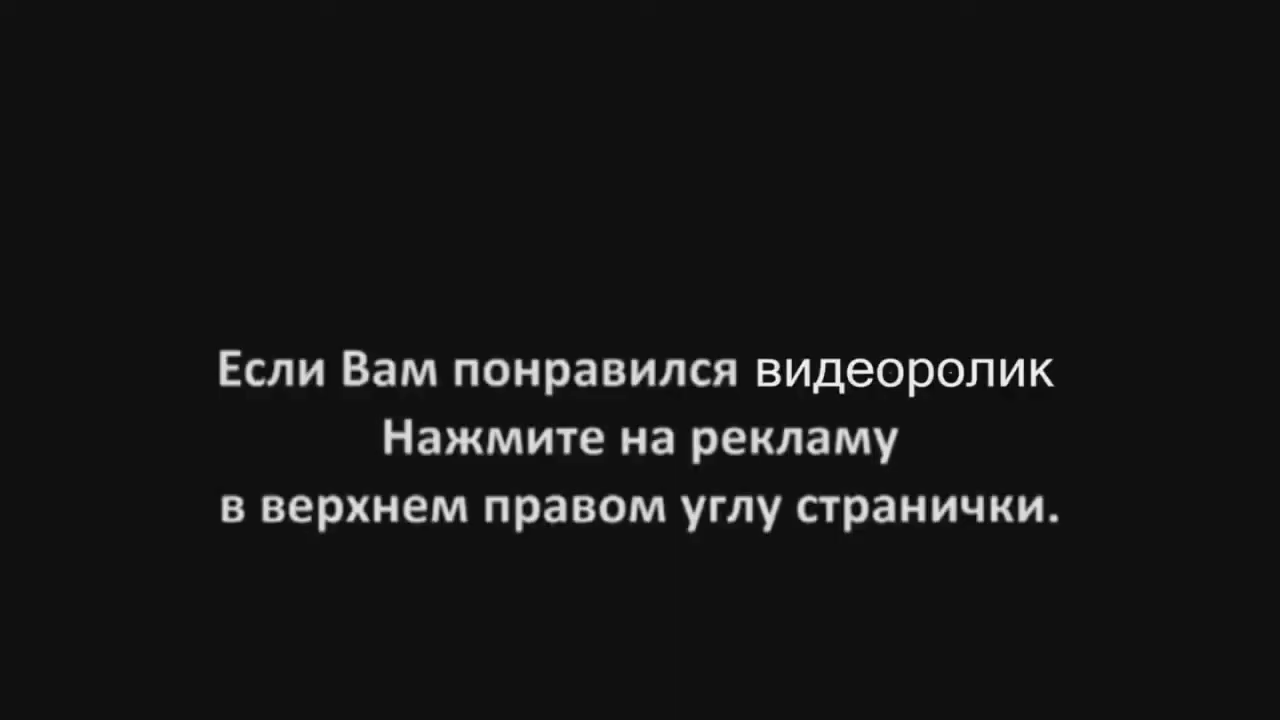 Если Вам понравился видеоролик
Нажмите на рекламу
в верхнем правом углу странички.